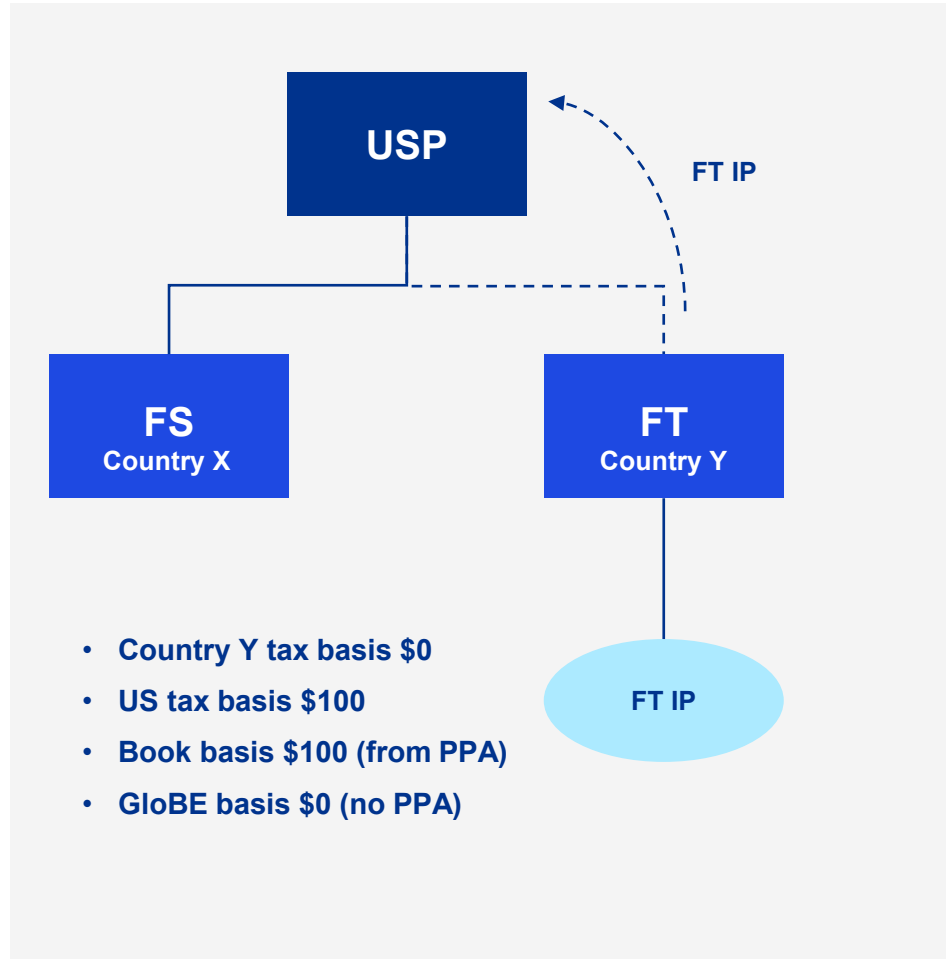 USP
FT IP
FS
Country X
FT
Country Y
• Country Y tax basis $0
• US tax basis $100
• Book basis $100 (from PPA)
• GloBE basis $0 (no PPA)
FT IP